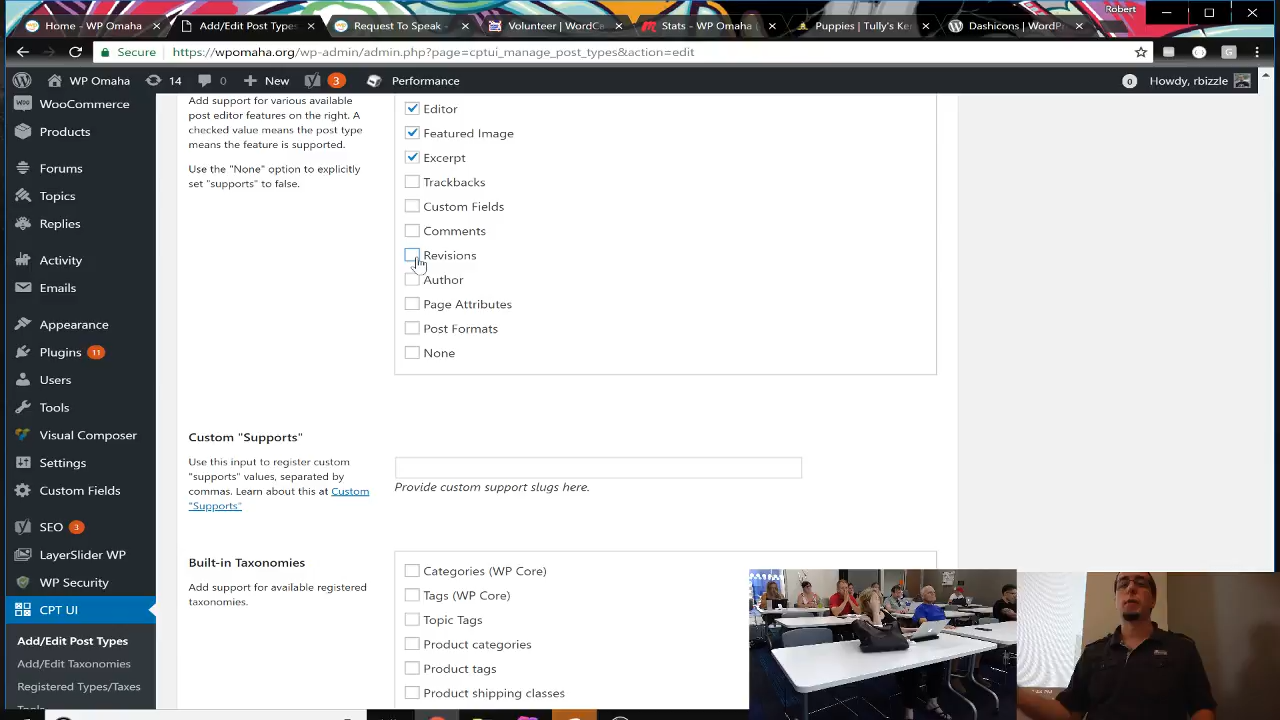 Robert
Home - WP Omaha
Add/Edit Post Types
Request To Speak
Volunteer | WordCa
Stats - WP Omaha
Puppies | Tully's Ken
Dashicons | WordPr
Secure
https://wpomaha.org/wp-admin/admin.php?page=cptui_manage_post_types&action=edit
WP Omaha 14 0 New 3 Performance 0 Howdy, rbizzle
WooCommerce
Products
Forums
Topics
Replies
Activity
Emails
Appearance
Plugins 11
Users
Tools
Visual Composer
Settings
Custom Fields
SEO 3
LayerSlider WP
WP Security
CPT UI
Add/Edit Post Types
Add/Edit Taxonomies
Registered Types/Taxes
Add support for various available
post editor features on the right. A
checked value means the post type
means the feature is supported.
Use the "None" option to explicitly
set "supports" to false.
Editor
Featured Image
Excerpt
Trackbacks
Custom Fields
Comments
Revisions
Author
Page Attributes
Post Formats
None
Custom "Supports"
Use this input to register custom
"supports" values, separated by
commas. Learn about this at Custom
"Supports"
Provide custom support slugs here.
Built-in Taxonomies
Add support for available registered
taxonomies.
Categories (WP Core)
Tags (WP Core)
Topic Tags
Product categories
Product tags
Product shipping classes